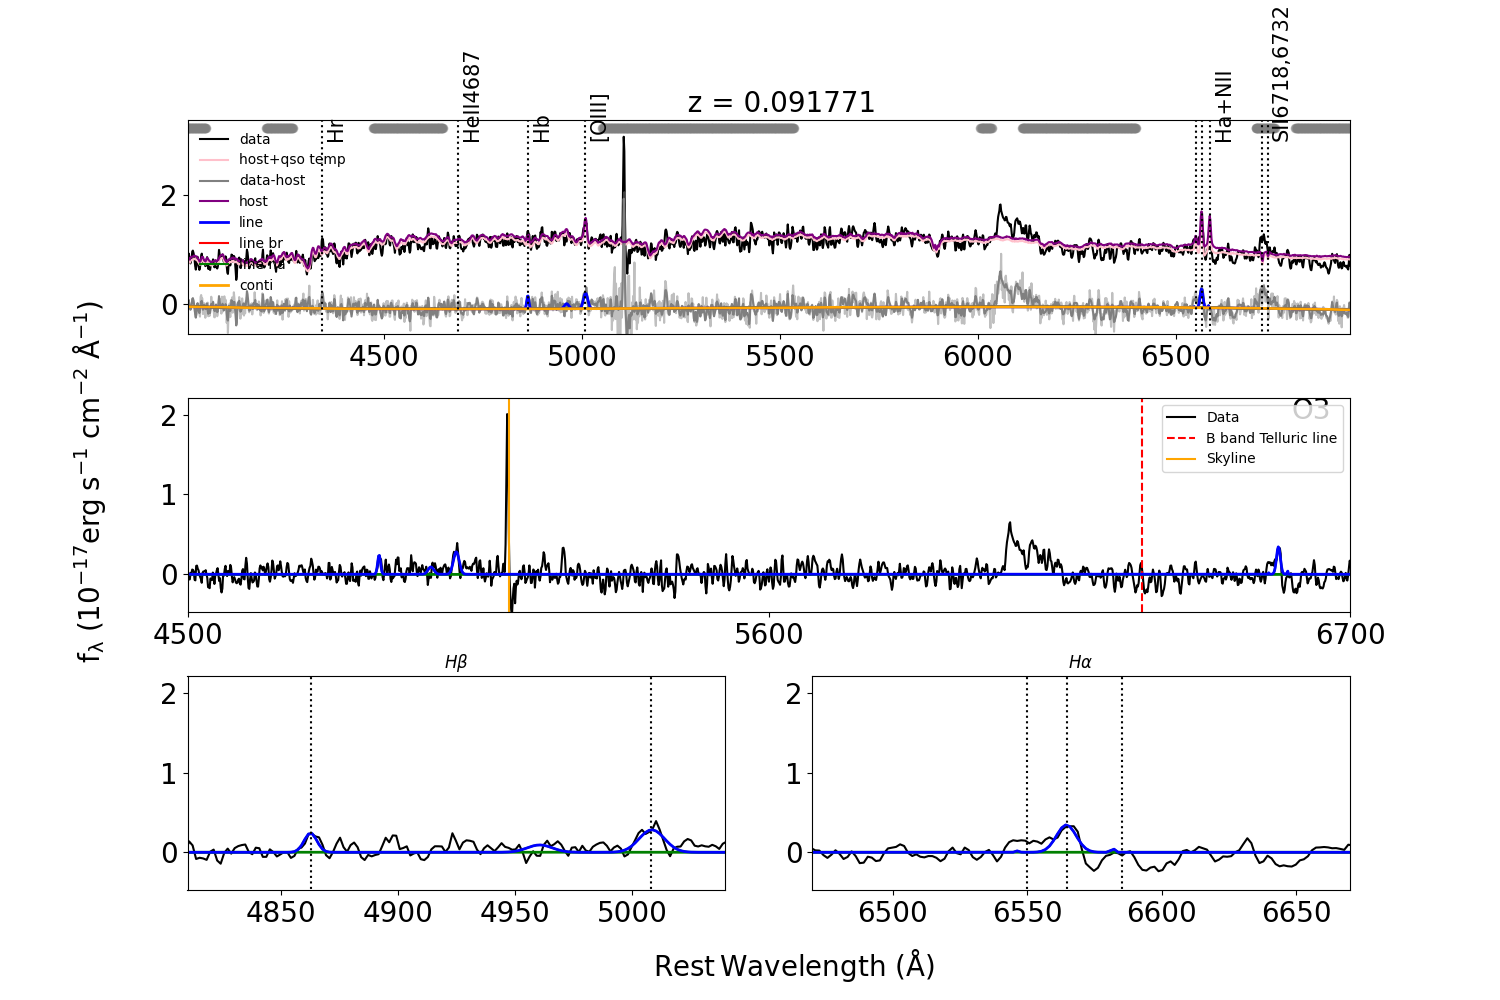 z = 0.091771
Hr
HeII4687
Hb
[OIII]
Ha+NII
SII6718,6732
data
host+qso temp
data-host
host
line
line br
conti
2
0
4500 5000 5500 6000 6500
fλ (10⁻¹⁷erg s⁻¹ cm⁻² Å⁻¹)
O3
Data
B band Telluric line
Skyline
2
1
0
4500 5600 6700
Hβ
2
1
0
4850 4900 4950 5000
Hα
2
1
0
6500 6550 6600 6650
Rest Wavelength (Å)